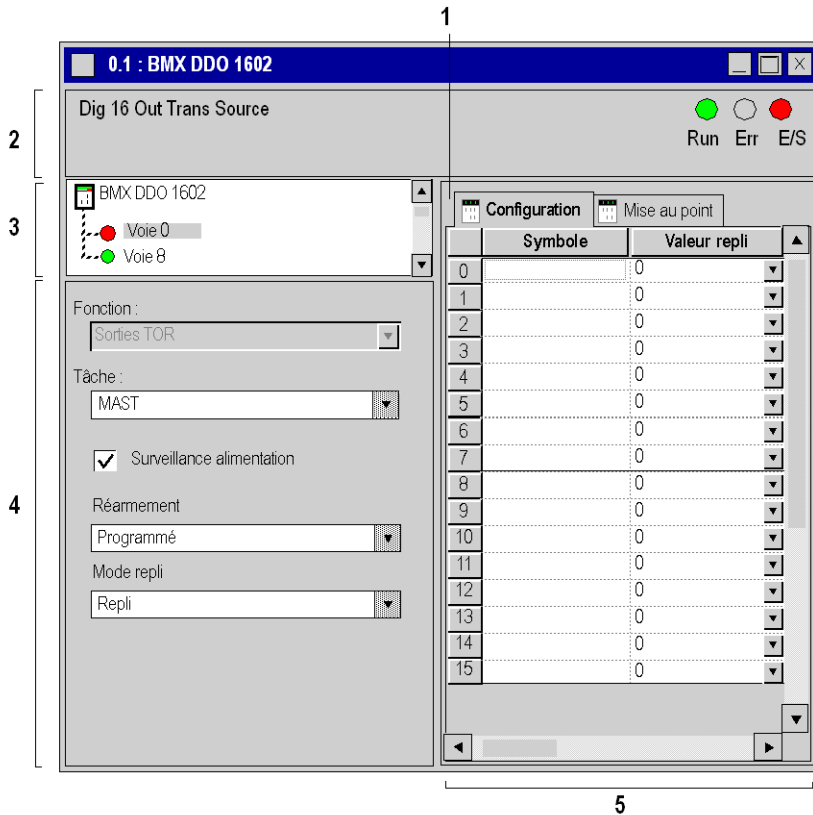 1
0.1 : BMX DDO 1602
2
Dig 16 Out Trans Source
Run Err E/S
3
BMX DDO 1602
Voie 0
Voie 8
4
Fonction :
Sorties TOR
Tâche :
MAST
Surveillance alimentation
Réarmement
Programmé
Mode repli
Repli
Configuration Mise au point
Symbole Valeur repli
0 0
1 0
2 0
3 0
4 0
5 0
6 0
7 0
8 0
9 0
10 0
11 0
12 0
13 0
14 0
15 0
5